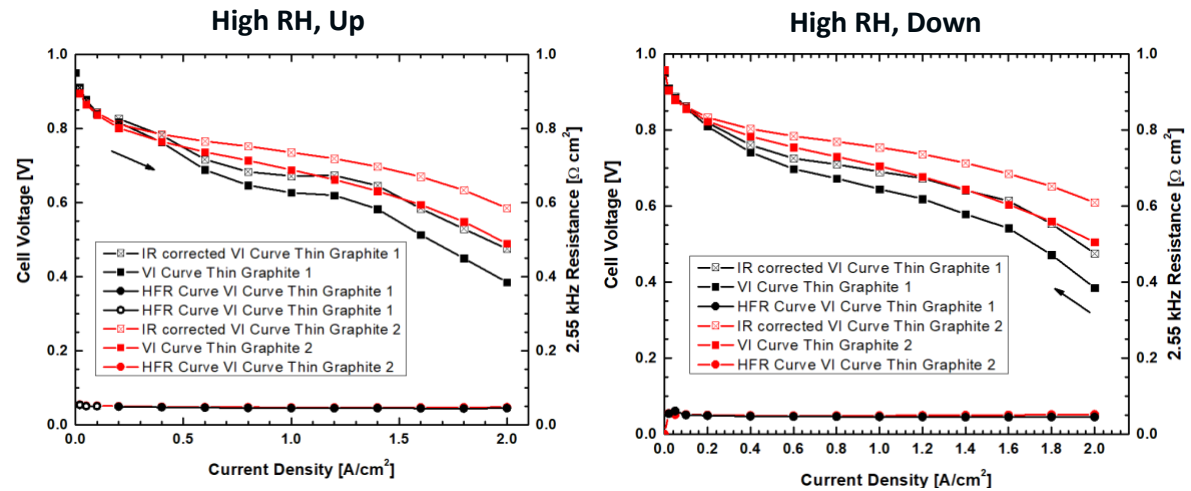 High RH, Up
1.0
0.8
0.6
0.4
0.2
0.0
Cell Voltage [V]
IR corrected VI Curve Thin Graphite 1
VI Curve Thin Graphite 1
HFR Curve VI Curve Thin Graphite 1
HFR Curve VI Curve Thin Graphite 1
IR corrected VI Curve Thin Graphite 2
VI Curve Thin Graphite 2
HFR Curve VI Curve Thin Graphite 2
1.0
0.8
0.6
0.4
0.2
0.0
2.55 kHz Resistance [Ω cm²]
0.0 0.5 1.0 1.5 2.0
Current Density [A/cm²]
High RH, Down
1.0
0.8
0.6
0.4
0.2
0.0
Cell Voltage [V]
IR corrected VI Curve Thin Graphite 1
VI Curve Thin Graphite 1
HFR Curve VI Curve Thin Graphite 1
IR corrected VI Curve Thin Graphite 2
VI Curve Thin Graphite 2
HFR Curve VI Curve Thin Graphite 2
1.0
0.8
0.6
0.4
0.2
0.0
2.55 kHz Resistance [Ω cm²]
0.0 0.2 0.4 0.6 0.8 1.0 1.2 1.4 1.6 1.8 2.0
Current Density [A/cm²]